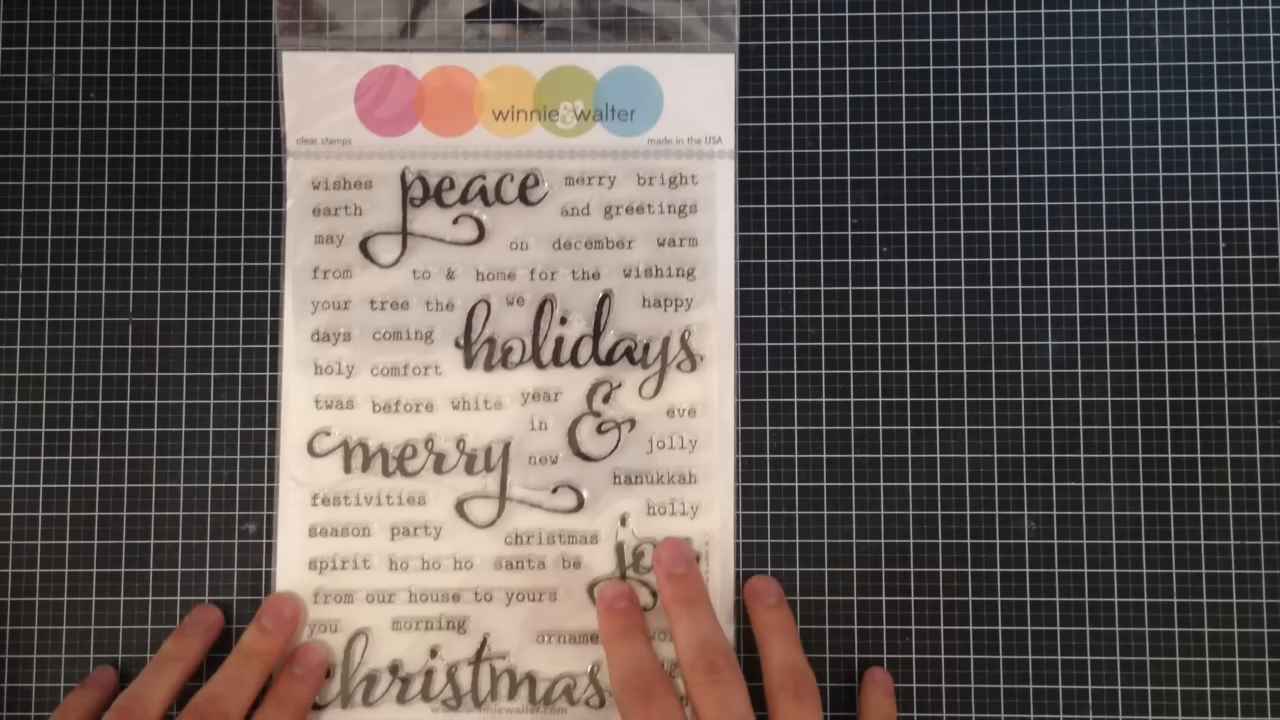 winnie&walter
clear stamps made in the USA
wishes peace merry bright
earth and greetings
may on december warm
from to & home for the wishing
your tree the we happy
days coming holidays
holy comfort
twas before white year
& eve
in
merry jolly
new
hanukkah
festivities
holly
season party
christmas
spirit ho ho ho santa be
from our house to yours
you morning
christmas
www.winniewalter.com